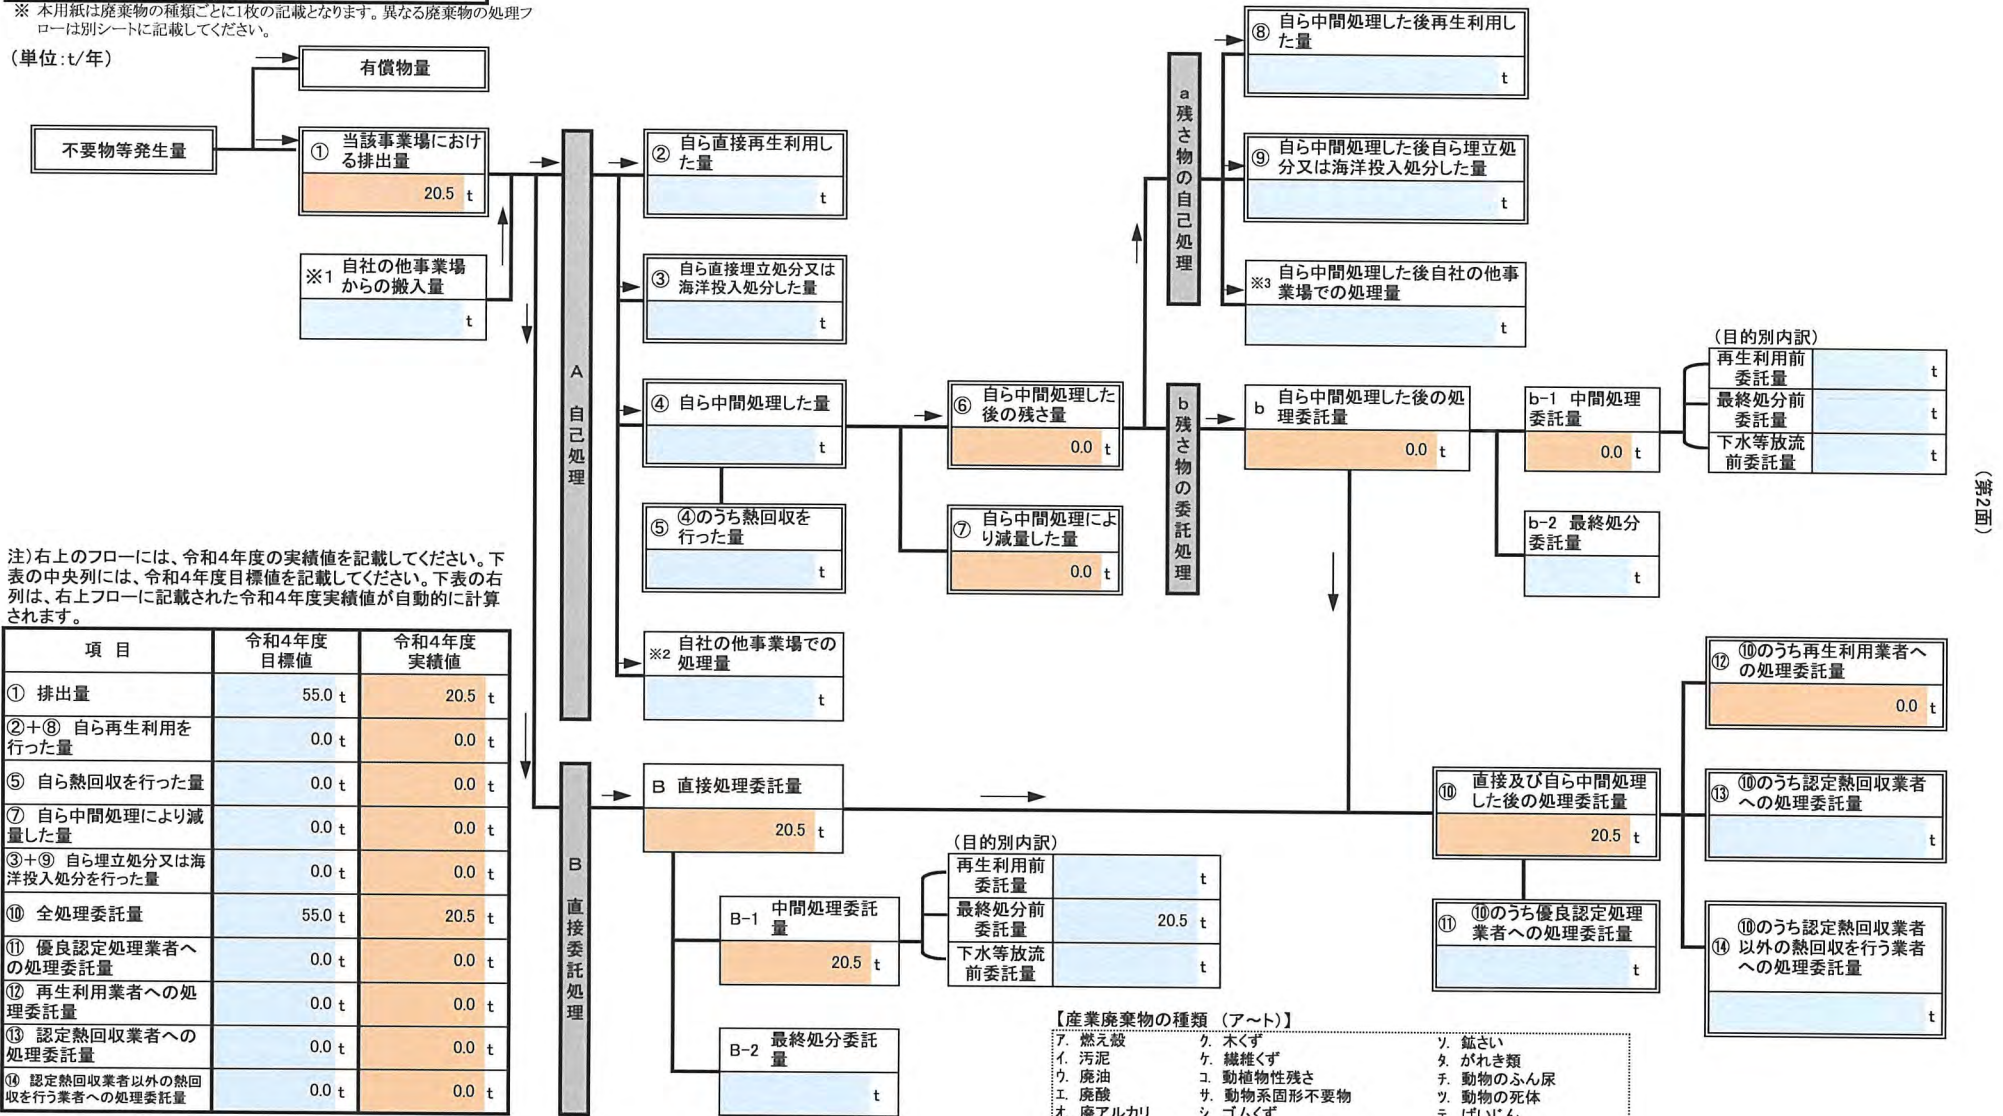 ※ 本用紙は廃棄物の種類ごとに1枚の記載となります。異なる廃棄物の処理フ
ローは別シートに記載してください。
(単位:t/年)
有償物量
不要物等発生量
① 当該事業場におけ
る排出量
20.5 t
※1 自社の他事業場
からの搬入量
t
A 自己処理
② 自ら直接再生利用し
た量
t
③ 自ら直接埋立処分又は
海洋投入処分した量
t
④ 自ら中間処理した量
t
⑤ ④のうち熱回収を
行った量
t
※2 自社の他事業場での
処理量
t
⑥ 自ら中間処理した
後の残さ量
0.0 t
⑦ 自ら中間処理によ
り減量した量
0.0 t
a 残さ物の自己処理
⑧ 自ら中間処理した後再生利用し
た量
t
⑨ 自ら中間処理した後自ら埋立処
分又は海洋投入処分した量
t
※3 自ら中間処理した後自社の他事
業場での処理量
t
b 残さ物の委託処理
b 自ら中間処理した後の処
理委託量
0.0 t
b-1 中間処理
委託量
0.0 t
(目的別内訳)
再生利用前
委託量 t
最終処分前
委託量 t
下水等放流
前委託量 t
b-2 最終処分
委託量
t
(第2面)
注)右上のフローには、令和4年度の実績値を記載してください。下
表の中央列には、令和4年度目標値を記載してください。下表の右
列は、右上フローに記載された令和4年度実績値が自動的に計算
されます。
項 目 令和4年度
目標値 令和4年度
実績値
① 排出量 55.0 t 20.5 t
②+⑧ 自ら再生利用を
行った量 0.0 t 0.0 t
⑤ 自ら熱回収を行った量 0.0 t 0.0 t
⑦ 自ら中間処理により減
量した量 0.0 t 0.0 t
③+⑨ 自ら埋立処分又は海
洋投入処分を行った量 0.0 t 0.0 t
⑩ 全処理委託量 55.0 t 20.5 t
⑪ 優良認定処理業者へ
の処理委託量 0.0 t 0.0 t
⑫ 再生利用業者への処
理委託量 0.0 t 0.0 t
⑬ 認定熱回収業者への
処理委託量 0.0 t 0.0 t
⑭ 認定熱回収業者以外の熱回
収を行う業者への処理委託量 0.0 t 0.0 t
B 直接委託処理
B 直接処理委託量
20.5 t
B-1 中間処理委託
量
20.5 t
(目的別内訳)
再生利用前
委託量 t
最終処分前
委託量 20.5 t
下水等放流
前委託量 t
B-2 最終処分委託
量
t
⑩ 直接及び自ら中間処理
した後の処理委託量
20.5 t
⑪ ⑩のうち優良認定処理
業者への処理委託量
t
⑫ ⑩のうち再生利用業者へ
の処理委託量
0.0 t
⑬ ⑩のうち認定熱回収業者
への処理委託量
t
⑭ ⑩のうち認定熱回収業者
以外の熱回収を行う業者
への処理委託量
t
【産業廃棄物の種類 (ア~ト)】
ア. 燃え殻 ク. 木くず ソ. 鉱さい
イ. 汚泥 ケ. 繊維くず タ. がれき類
ウ. 廃油 コ. 動植物性残さ チ. 動物のふん尿
エ. 廃酸 サ. 動物系固形不要物 ツ. 動物の死体
オ. 廃アルカリ シ. ゴムくず テ. ばいじん